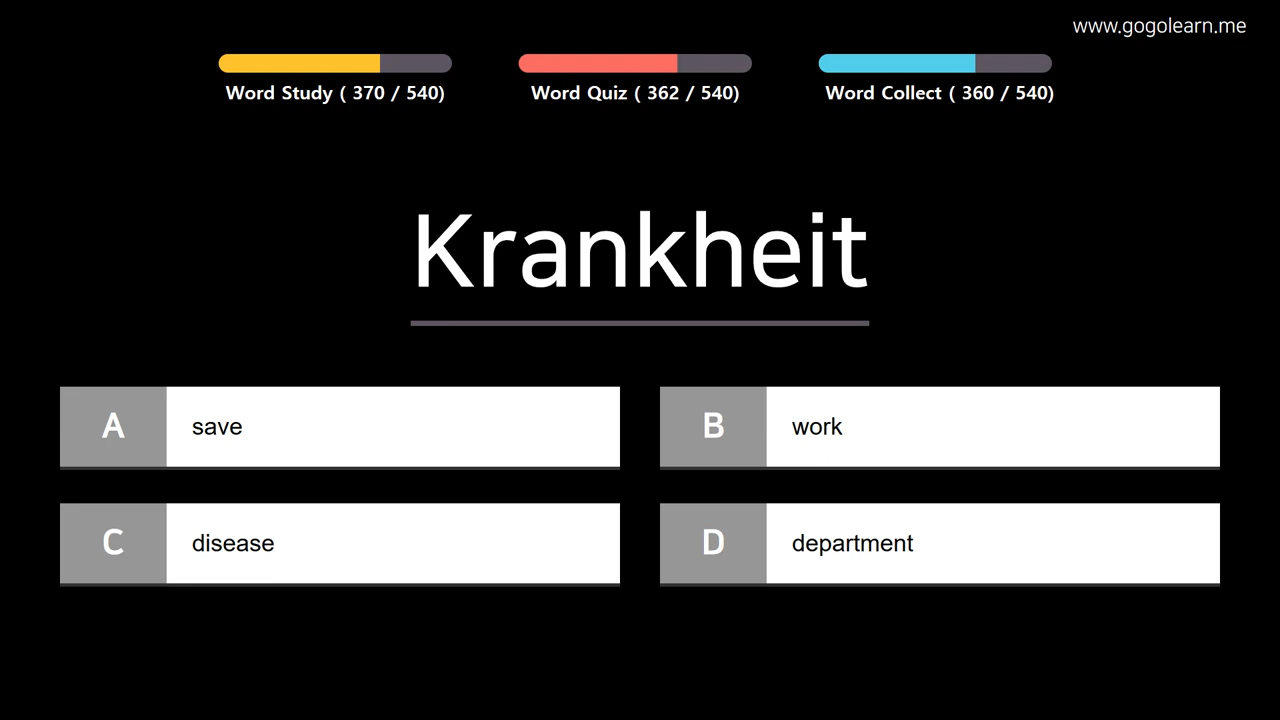 www.gogolearn.me
Word Study ( 370 / 540)
Word Quiz ( 362 / 540)
Word Collect ( 360 / 540)
Krankheit
A save
B work
C disease
D department